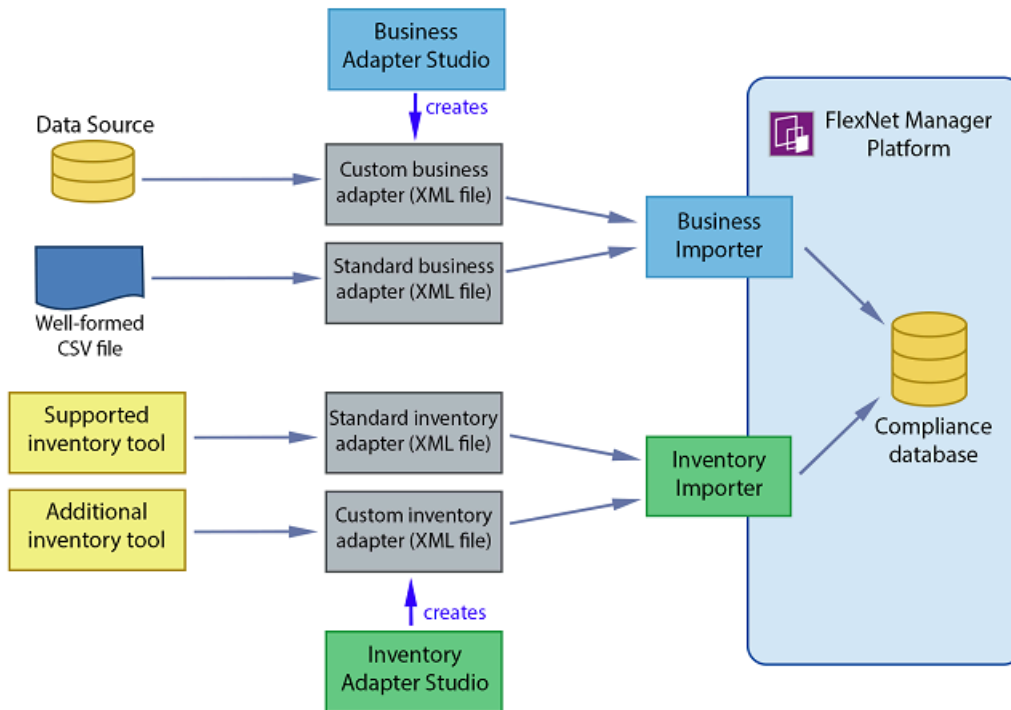 Business
Adapter Studio
creates
Data Source
Custom business
adapter (XML file)
FlexNet Manager
Platform
Business
Importer
Standard business
adapter (XML file)
Well-formed
CSV file
Supported
inventory tool
Standard inventory
adapter (XML file)
Compliance
database
Inventory
Importer
Additional
inventory tool
Custom inventory
adapter (XML file)
creates
Inventory
Adapter Studio